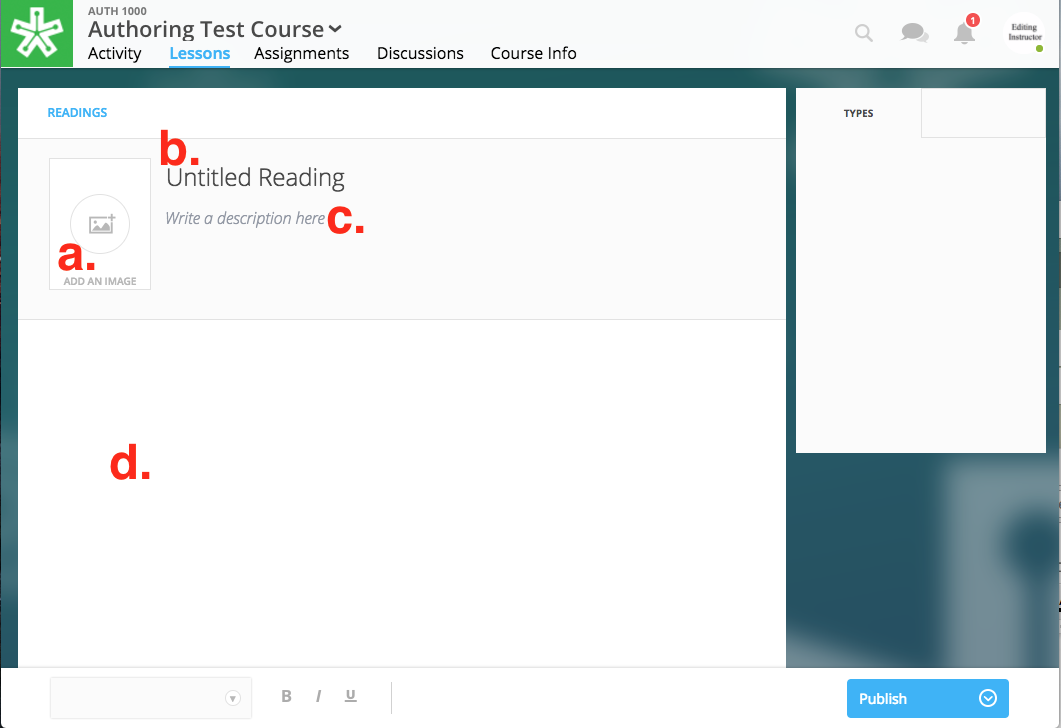 AUTH 1000
Authoring Test Course
Activity Lessons Assignments Discussions Course Info
1
Editing
Instructor
READINGS
TYPES
b.
Untitled Reading
Write a description here
c.
a.
ADD AN IMAGE
d.
B I U
Publish